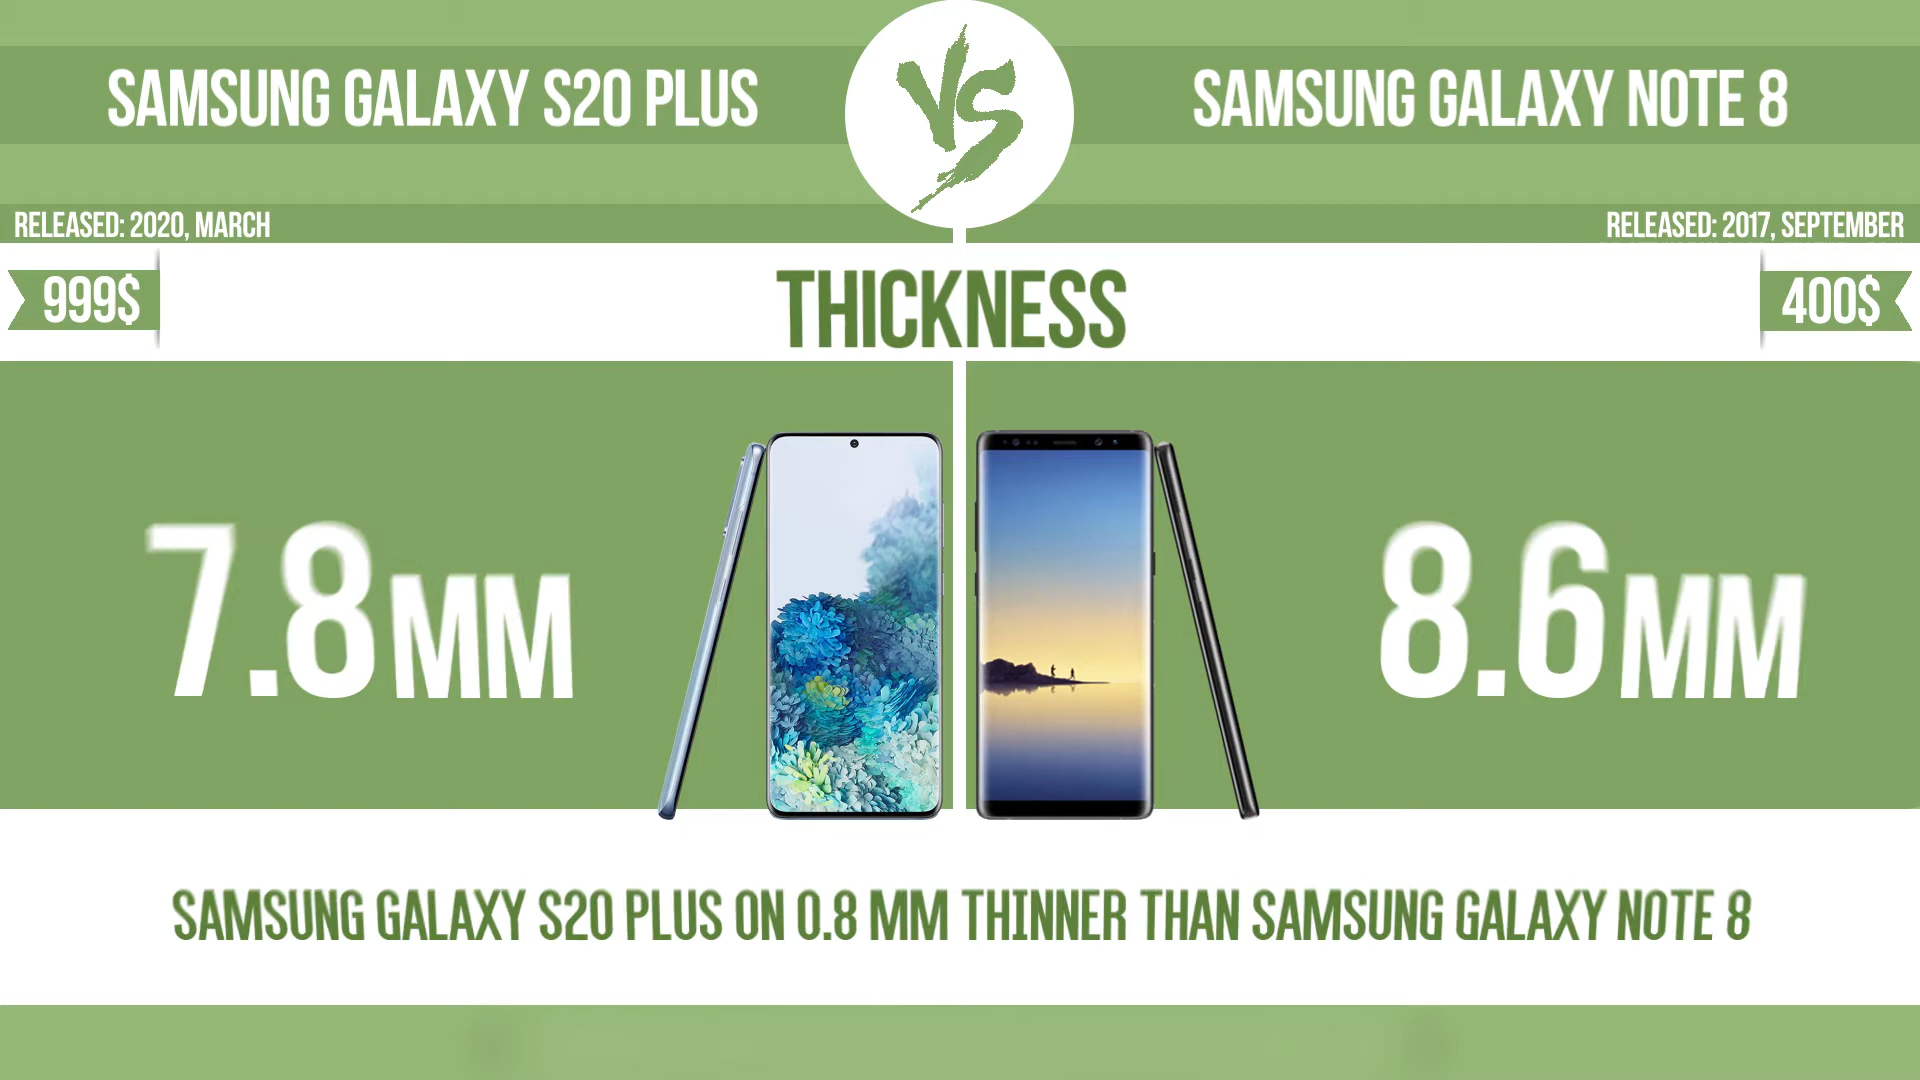 SAMSUNG GALAXY S20 PLUS
VS
SAMSUNG GALAXY NOTE 8
RELEASED: 2020, MARCH
RELEASED: 2017, SEPTEMBER
999$
THICKNESS
400$
7.8MM
8.6MM
SAMSUNG GALAXY S20 PLUS ON 0.8 MM THINNER THAN SAMSUNG GALAXY NOTE 8